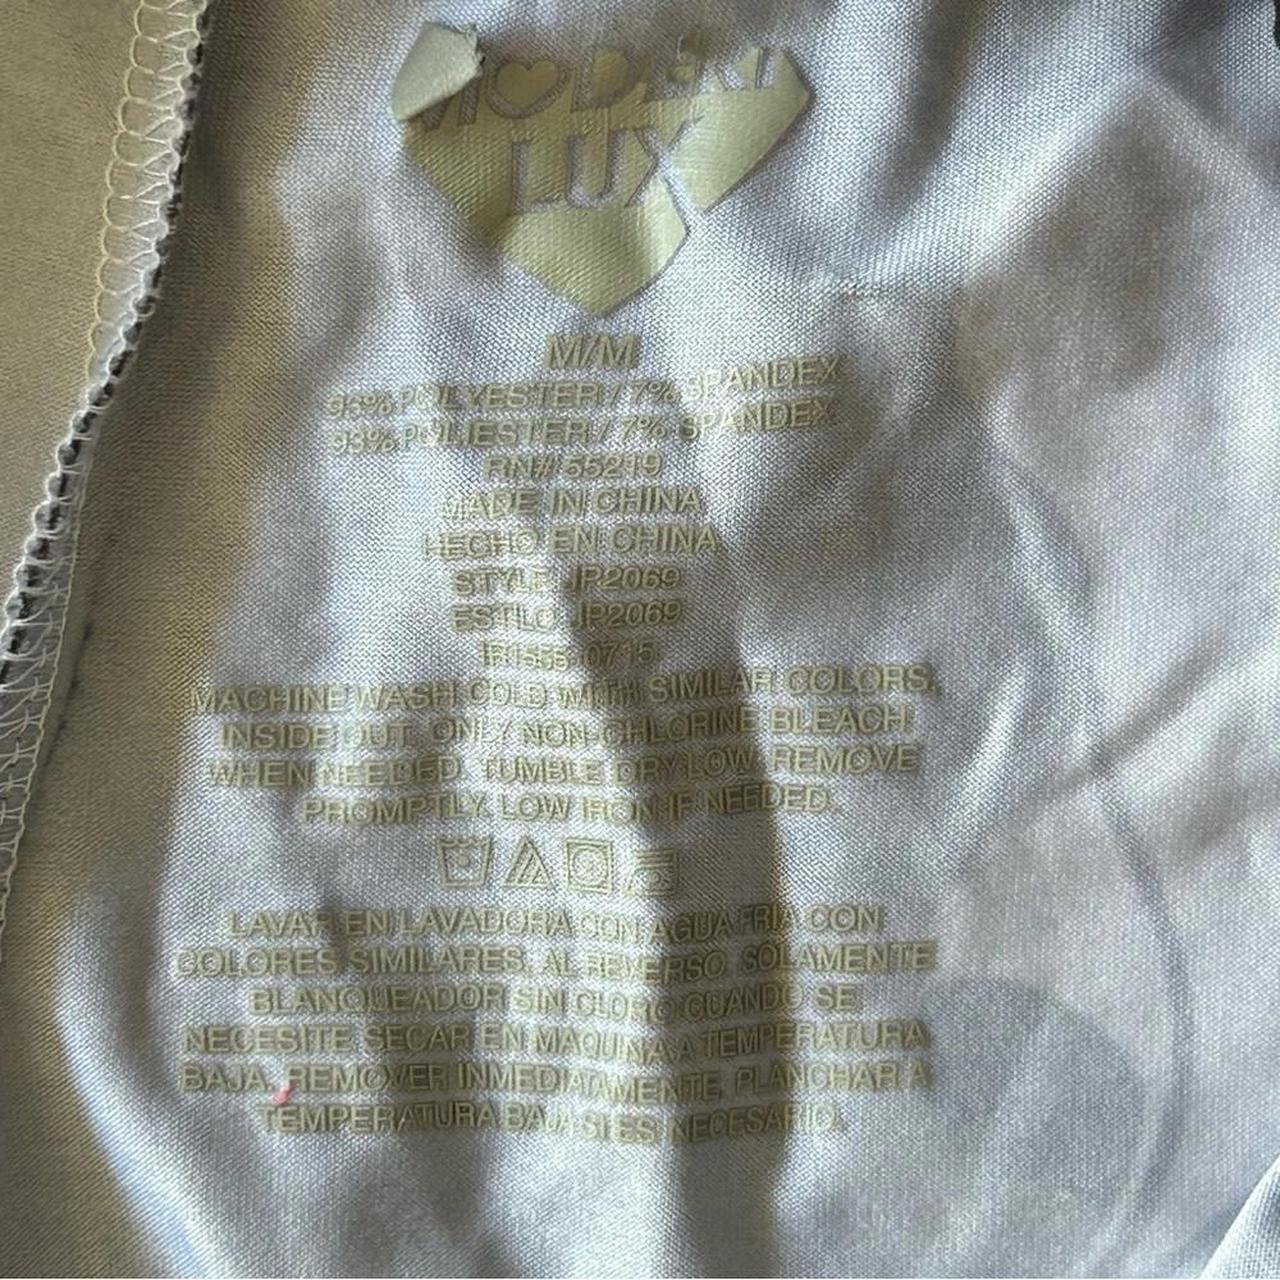 MODERN
LUX
M/M
93% POLYESTER / 7% SPANDEX
93% POLIESTER / 7% SPANDEX
RN# 55219
MADE IN CHINA
HECHO EN CHINA
STYLE: JP2069
ESTILO: JP2069
0715
MACHINE WASH COLD WITH SIMILAR COLORS,
INSIDE OUT. ONLY NON-CHLORINE BLEACH
WHEN NEEDED. TUMBLE DRY LOW. REMOVE
PROMPTLY. LOW IRON IF NEEDED.
LAVAR EN LAVADORA CON AGUA FRIA CON
COLORES SIMILARES, AL REVERSO. SOLAMENTE
BLANQUEADOR SIN CLORO CUANDO SE
NECESITE SECAR EN MAQUINA A TEMPERATURA
BAJA. REMOVER INMEDIATAMENTE. PLANCHAR A
TEMPERATURA BAJA SI ES NECESARIO.